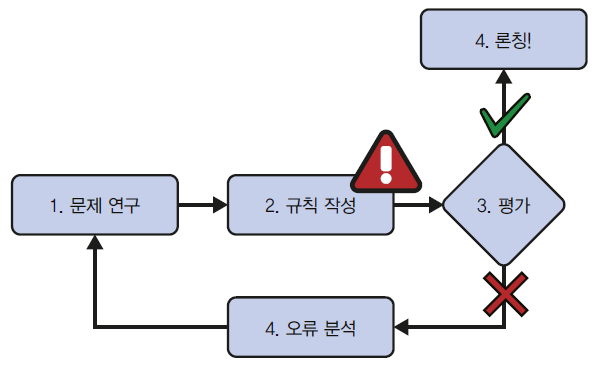 4. 론칭!
1. 문제 연구
2. 규칙 작성
3. 평가
4. 오류 분석